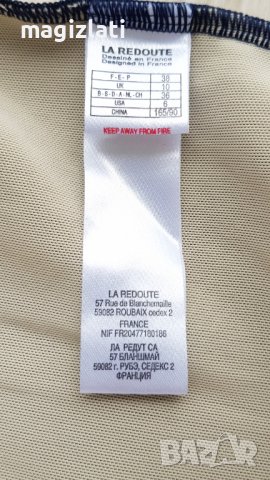 magizlati
LA REDOUTE
Dessiné en France
Designed in France
F - E - P 38
UK 10
B-E-D-A-NL-CH 36
USA 6
CHINA 165/90
KEEP AWAY FROM FIRE
LA REDOUTE
57 Rue de Blanchemaille
59082 ROUBAIX cedex 2
FRANCE
NIF FR20477180186
ЛА РЕДУТ СА
57 БЛАНШМАЙ
59082 г. РУБЭ, СЕДЕКС 2
ФРАНЦИЯ
BAZAR